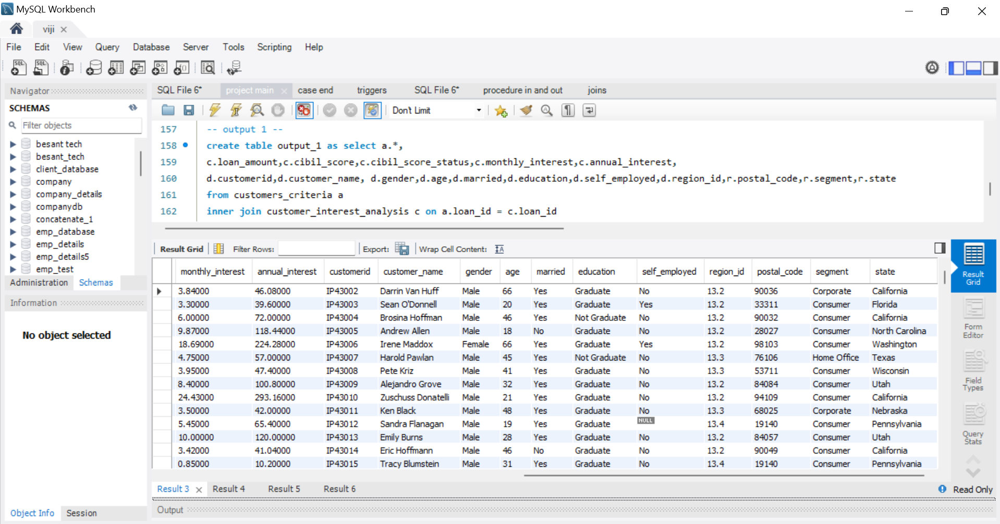 MySQL Workbench
viji
File Edit View Query Database Server Tools Scripting Help
Navigator
SCHEMAS
Filter objects
besant tech
besant_tech
client_database
company
company_details
companydb
concatenate_1
emp_database
emp_details
emp_details5
emp_test
Administration Schemas
Information
No object selected
Object Info Session
SQL File 6* project main case end triggers SQL File 6* procedure in and out joins
Don't Limit
157 -- output 1 --
158 create table output_1 as select a.*,
159 c.loan_amount,c.cibil_score,c.cibil_score_status,c.monthly_interest,c.annual_interest,
160 d.customerid,d.customer_name, d.gender,d.age,d.married,d.education,d.self_employed,d.region_id,r.postal_code,r.segment,r.state
161 from customers_criteria a
162 inner join customer_interest_analysis c on a.loan_id = c.loan_id
Result Grid Filter Rows: Export: Wrap Cell Content:
monthly_interest annual_interest customerid customer_name gender age married education self_employed region_id postal_code segment state
3.84000 46.08000 IP43002 Darrin Van Huff Male 66 Yes Graduate No 13.2 90036 Corporate California
3.30000 39.60000 IP43003 Sean O'Donnell Male 20 Yes Graduate Yes 13.2 33311 Consumer Florida
6.00000 72.00000 IP43004 Brosina Hoffman Male 46 Yes Not Graduate No 13.2 90032 Consumer California
9.87000 118.44000 IP43005 Andrew Allen Male 18 No Graduate No 13.2 28027 Consumer North Carolina
18.69000 224.28000 IP43006 Irene Maddox Female 66 Yes Graduate Yes 13.2 98103 Consumer Washington
4.75000 57.00000 IP43007 Harold Pawlan Male 45 Yes Not Graduate No 13.3 76106 Home Office Texas
3.95000 47.40000 IP43008 Pete Kriz Male 41 Yes Graduate No 13.3 53711 Consumer Wisconsin
8.40000 100.80000 IP43009 Alejandro Grove Male 32 Yes Graduate No 13.2 84084 Consumer Utah
24.43000 293.16000 IP43010 Zuschuss Donatelli Male 21 Yes Graduate No 13.2 94109 Consumer California
3.50000 42.00000 IP43011 Ken Black Male 48 Yes Graduate No 13.3 68025 Corporate Nebraska
5.45000 65.40000 IP43012 Sandra Flanagan Male 19 Yes Graduate NULL 13.4 19140 Consumer Pennsylvania
10.00000 120.00000 IP43013 Emily Burns Male 28 Yes Graduate No 13.2 84057 Consumer Utah
3.42000 41.04000 IP43014 Eric Hoffmann Male 46 No Graduate No 13.2 90049 Consumer California
0.85000 10.20000 IP43015 Tracy Blumstein Male 31 Yes Graduate No 13.4 19140 Consumer Pennsylvania
Result 3 Result 4 Result 5 Result 6
Read Only
Output
Result
Grid
Form
Editor
Field
Types
Query
Stats